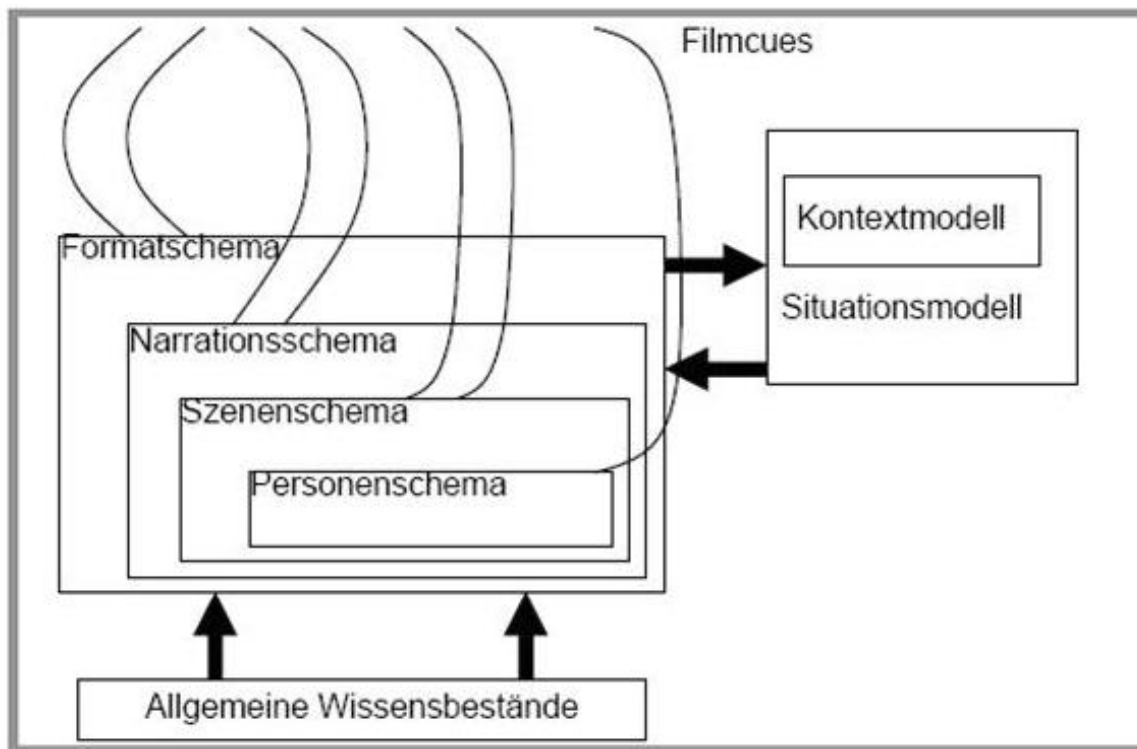 Filmcues
Kontextmodell
Formatschema
Situationsmodell
Narrationsschema
Szenenschema
Personenschema
Allgemeine Wissensbestände